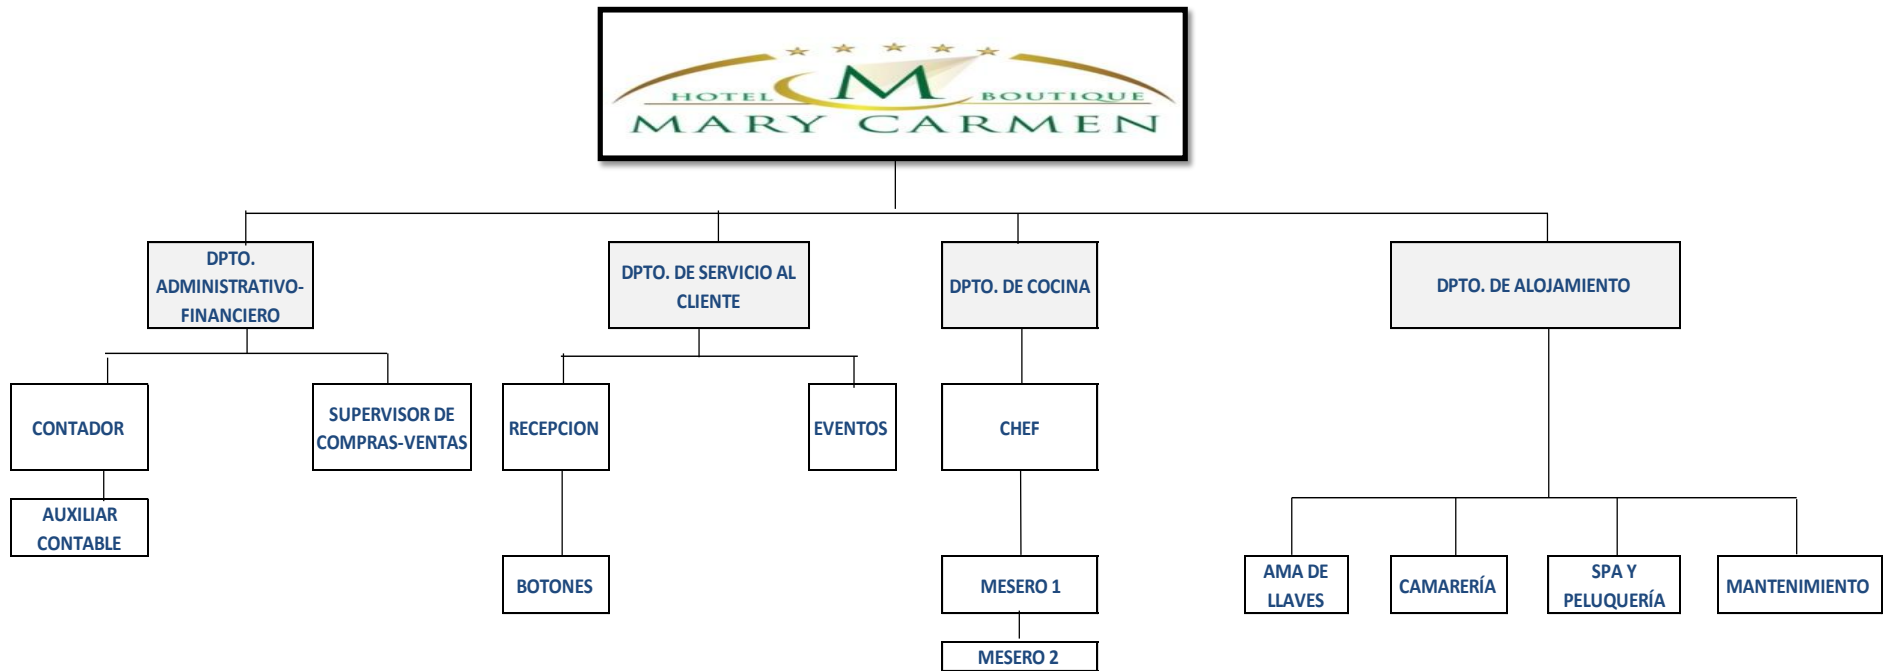 HOTEL M BOUTIQUE
MARY CARMEN
DPTO.
ADMINISTRATIVO-
FINANCIERO
DPTO. DE SERVICIO AL
CLIENTE
DPTO. DE COCINA
DPTO. DE ALOJAMIENTO
CONTADOR
SUPERVISOR DE
COMPRAS-VENTAS
RECEPCION
EVENTOS
CHEF
AUXILIAR
CONTABLE
BOTONES
MESERO 1
AMA DE
LLAVES
CAMARERÍA
SPA Y
PELUQUERÍA
MANTENIMIENTO
MESERO 2